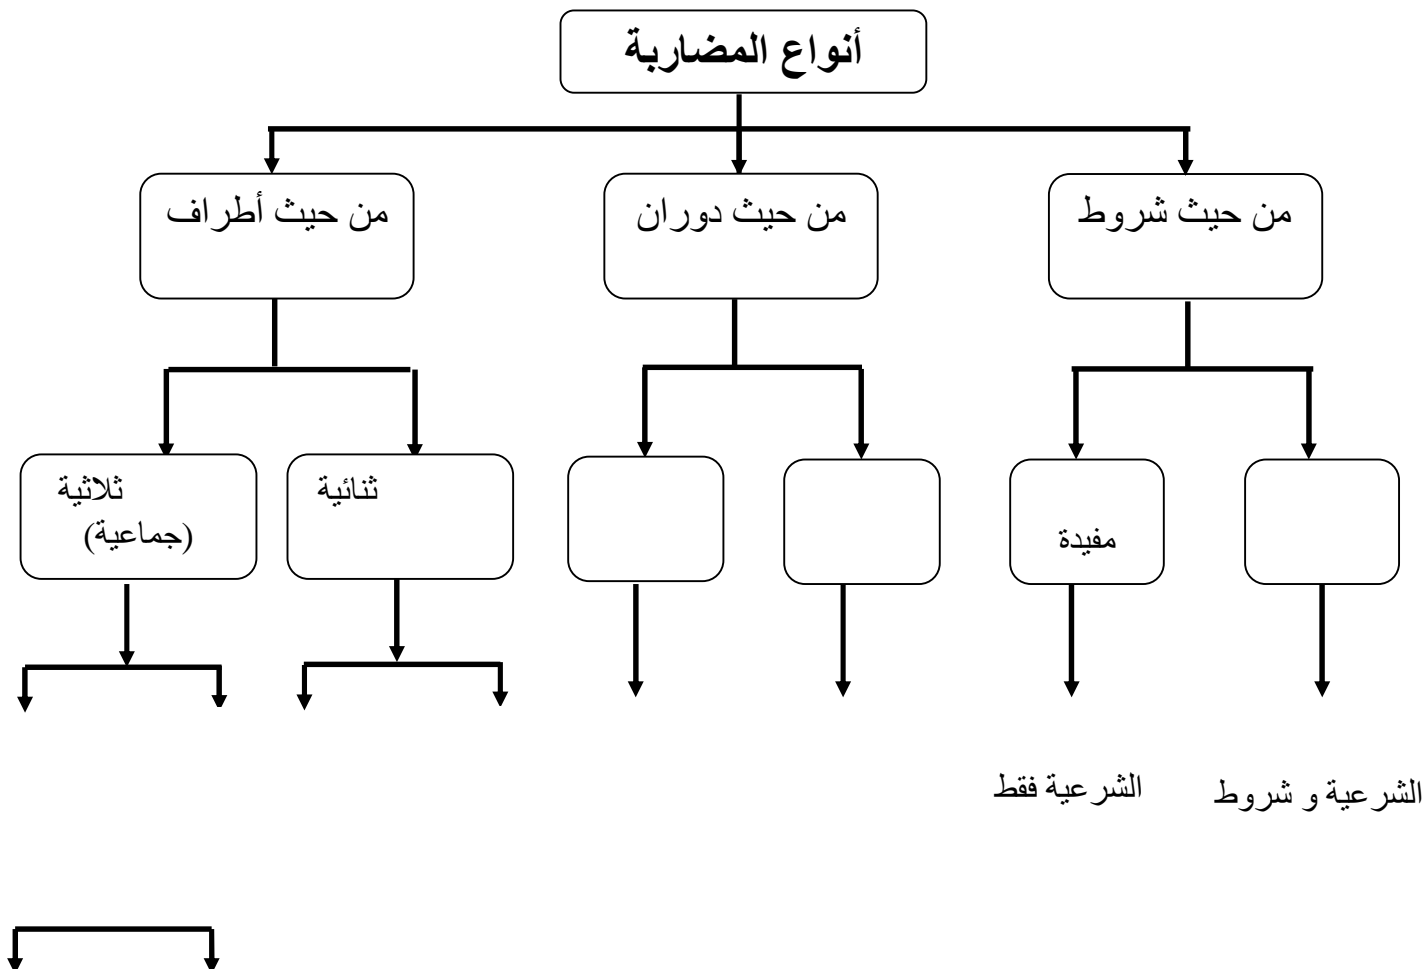 أنواع المضاربة
من حيث شروط
من حيث دوران
من حيث أطراف
مفيدة
ثنائية
ثلاثية
(جماعية)
الشرعية و شروط
الشرعية فقط